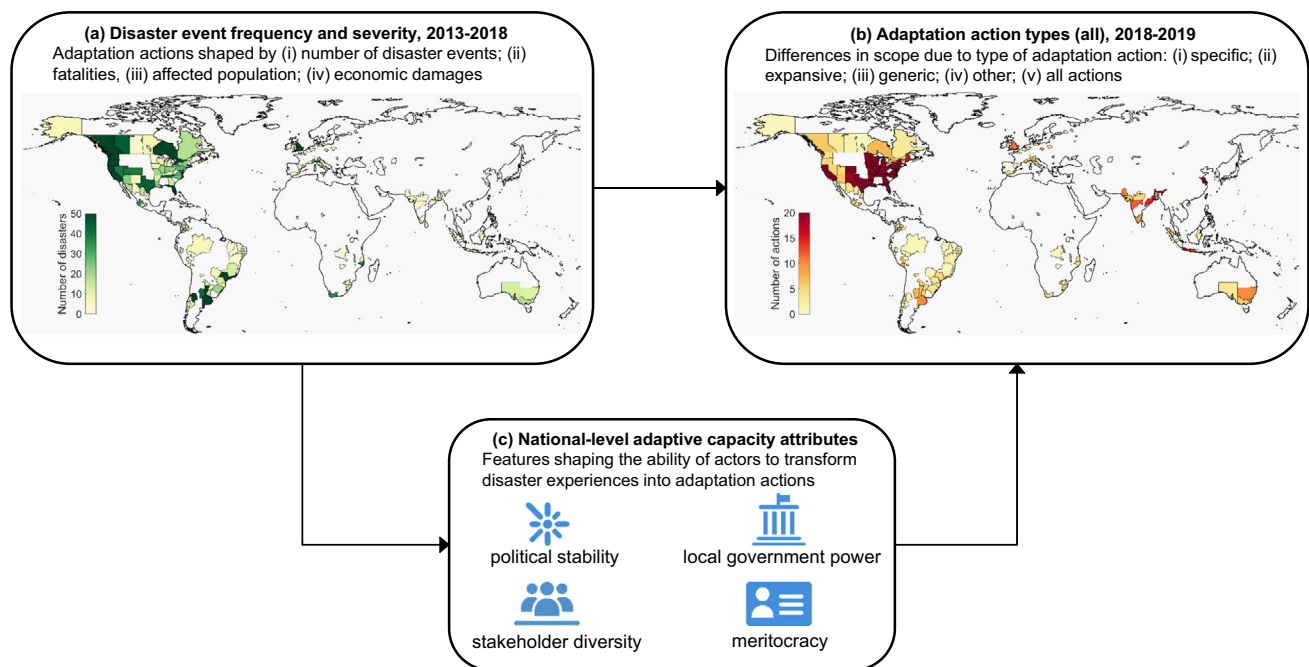 (a) Disaster event frequency and severity, 2013-2018
Adaptation actions shaped by (i) number of disaster events; (ii)
fatalities, (iii) affected population; (iv) economic damages
50
40
30
20
10
0
Number of disasters
(b) Adaptation action types (all), 2018-2019
Differences in scope due to type of adaptation action: (i) specific; (ii)
expansive; (iii) generic; (iv) other; (v) all actions
20
15
10
5
0
Number of actions
(c) National-level adaptive capacity attributes
Features shaping the ability of actors to transform
disaster experiences into adaptation actions
political stability
local government power
stakeholder diversity
meritocracy